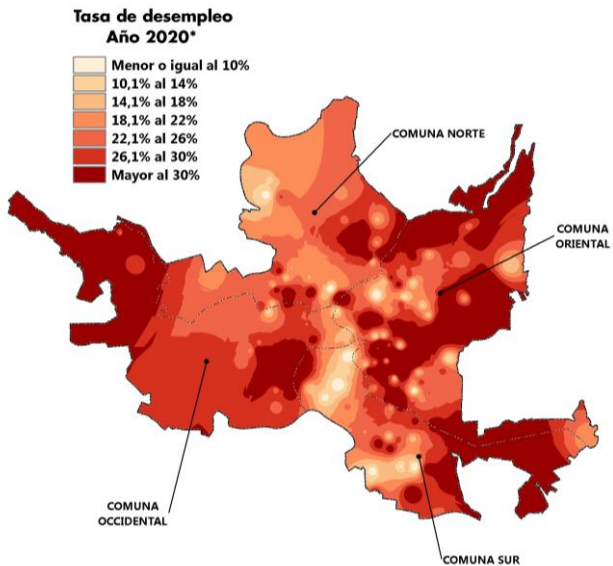 Tasa de desempleo
Año 2020*
Menor o igual al 10%
10,1% al 14%
14,1% al 18%
18,1% al 22%
22,1% al 26%
26,1% al 30%
Mayor al 30%
COMUNA NORTE
COMUNA
ORIENTAL
COMUNA
OCCIDENTAL
COMUNA SUR